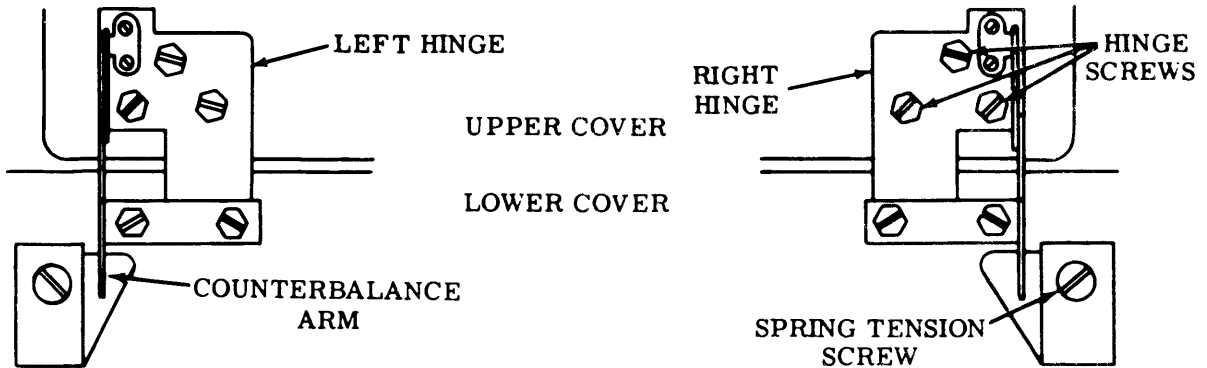 LEFT HINGE
UPPER COVER
LOWER COVER
COUNTERBALANCE
ARM
RIGHT
HINGE
HINGE
SCREWS
SPRING TENSION
SCREW